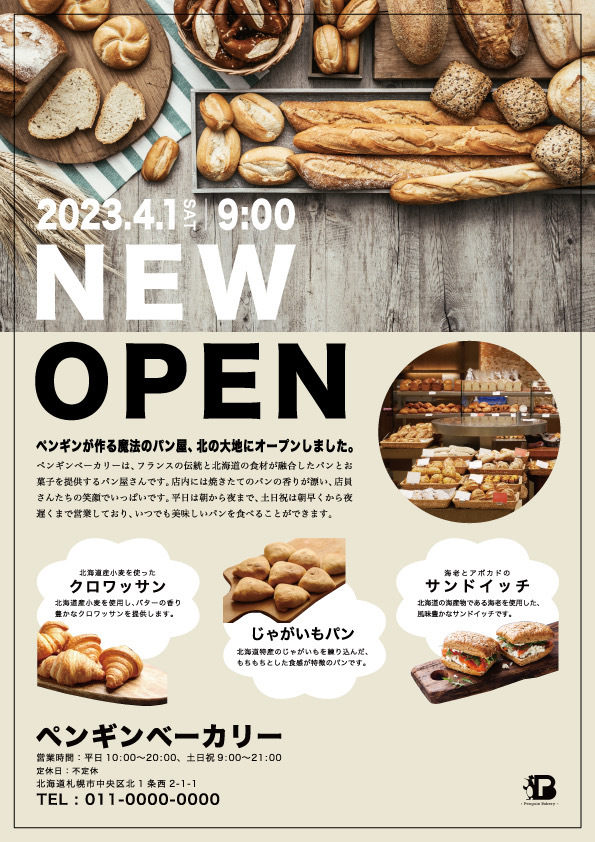 2023.4.1 SAT 9:00
NEW
OPEN
ペンギンが作る魔法のパン屋、北の大地にオープンしました。
ペンギンベーカリーは、フランスの伝統と北海道の食材が融合したパンとお
菓子を提供するパン屋さんです。店内には焼きたてのパンの香りが漂い、店員
さんたちの笑顔でいっぱいです。平日は朝から夜まで、土日祝は朝早くから夜
遅くまで営業しており、いつでも美味しいパンを食べることができます。
北海道産小麦を使った
クロワッサン
北海道産小麦を使用し、バターの香り
豊かなクロワッサンを提供します。
じゃがいもパン
北海道特産のじゃがいもを練り込んだ、
もちもちとした食感が特徴のパンです。
海老とアボカドの
サンドイッチ
北海道の海産物である海老を使用した、
風味豊かなサンドイッチです。
ペンギンベーカリー
営業時間：平日10:00〜20:00、土日祝9:00〜21:00
定休日：不定休
北海道札幌市中央区北1条西2-1-1
TEL：011-0000-0000
B
- Penguin Bakery -